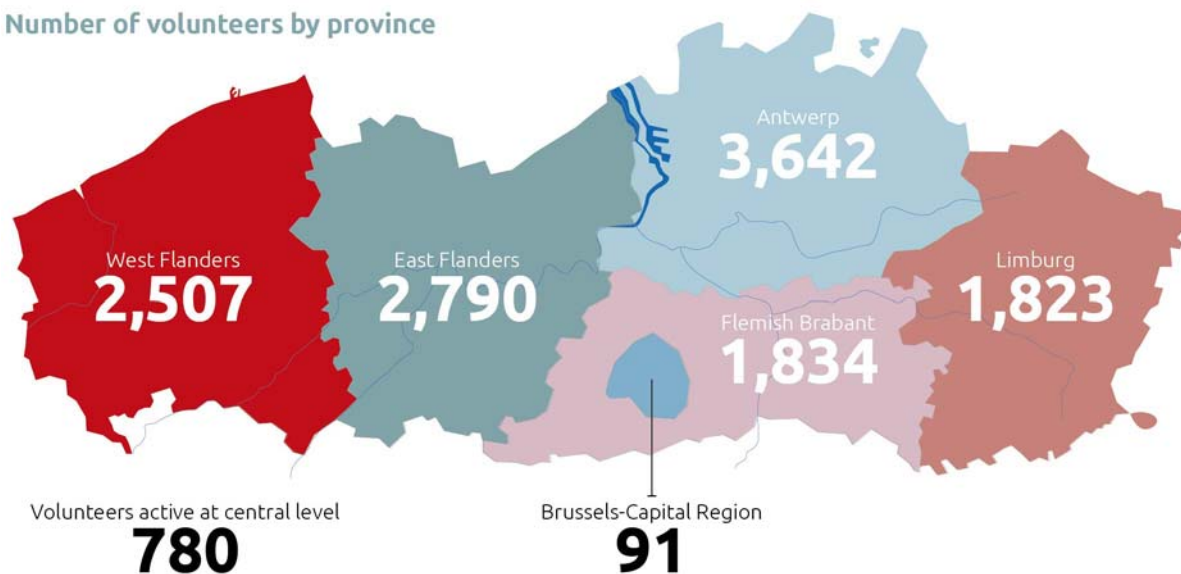 Number of volunteers by province
Antwerp
3,642
West Flanders
2,507
East Flanders
2,790
Limburg
1,823
Flemish Brabant
1,834
Volunteers active at central level
780
Brussels-Capital Region
91